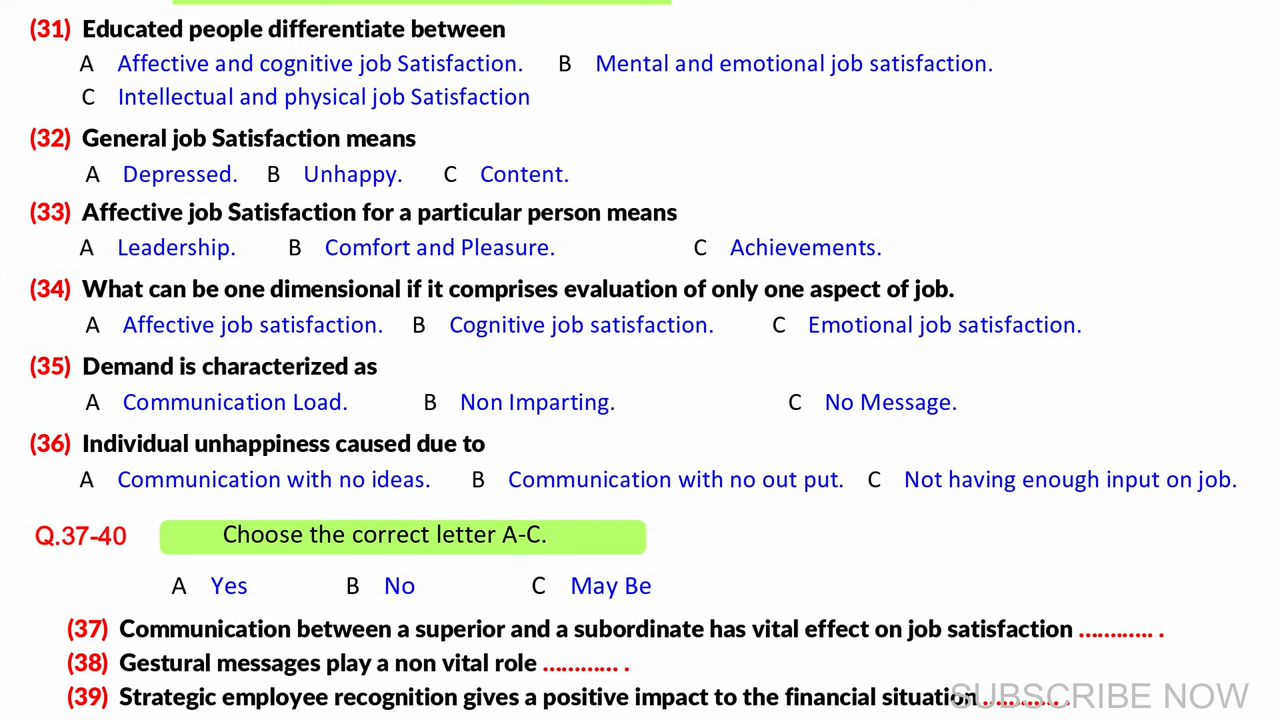 (31) Educated people differentiate between
A Affective and cognitive job Satisfaction. B Mental and emotional job satisfaction.
C Intellectual and physical job Satisfaction
(32) General job Satisfaction means
A Depressed. B Unhappy. C Content.
(33) Affective job Satisfaction for a particular person means
A Leadership. B Comfort and Pleasure. C Achievements.
(34) What can be one dimensional if it comprises evaluation of only one aspect of job.
A Affective job satisfaction. B Cognitive job satisfaction. C Emotional job satisfaction.
(35) Demand is characterized as
A Communication Load. B Non Imparting. C No Message.
(36) Individual unhappiness caused due to
A Communication with no ideas. B Communication with no out put. C Not having enough input on job.
Q.37-40 Choose the correct letter A-C.
A Yes B No C May Be
(37) Communication between a superior and a subordinate has vital effect on job satisfaction ............. .
(38) Gestural messages play a non vital role ............ .
(39) Strategic employee recognition gives a positive impact to the financial situation ............ .
SUBSCRIBE NOW